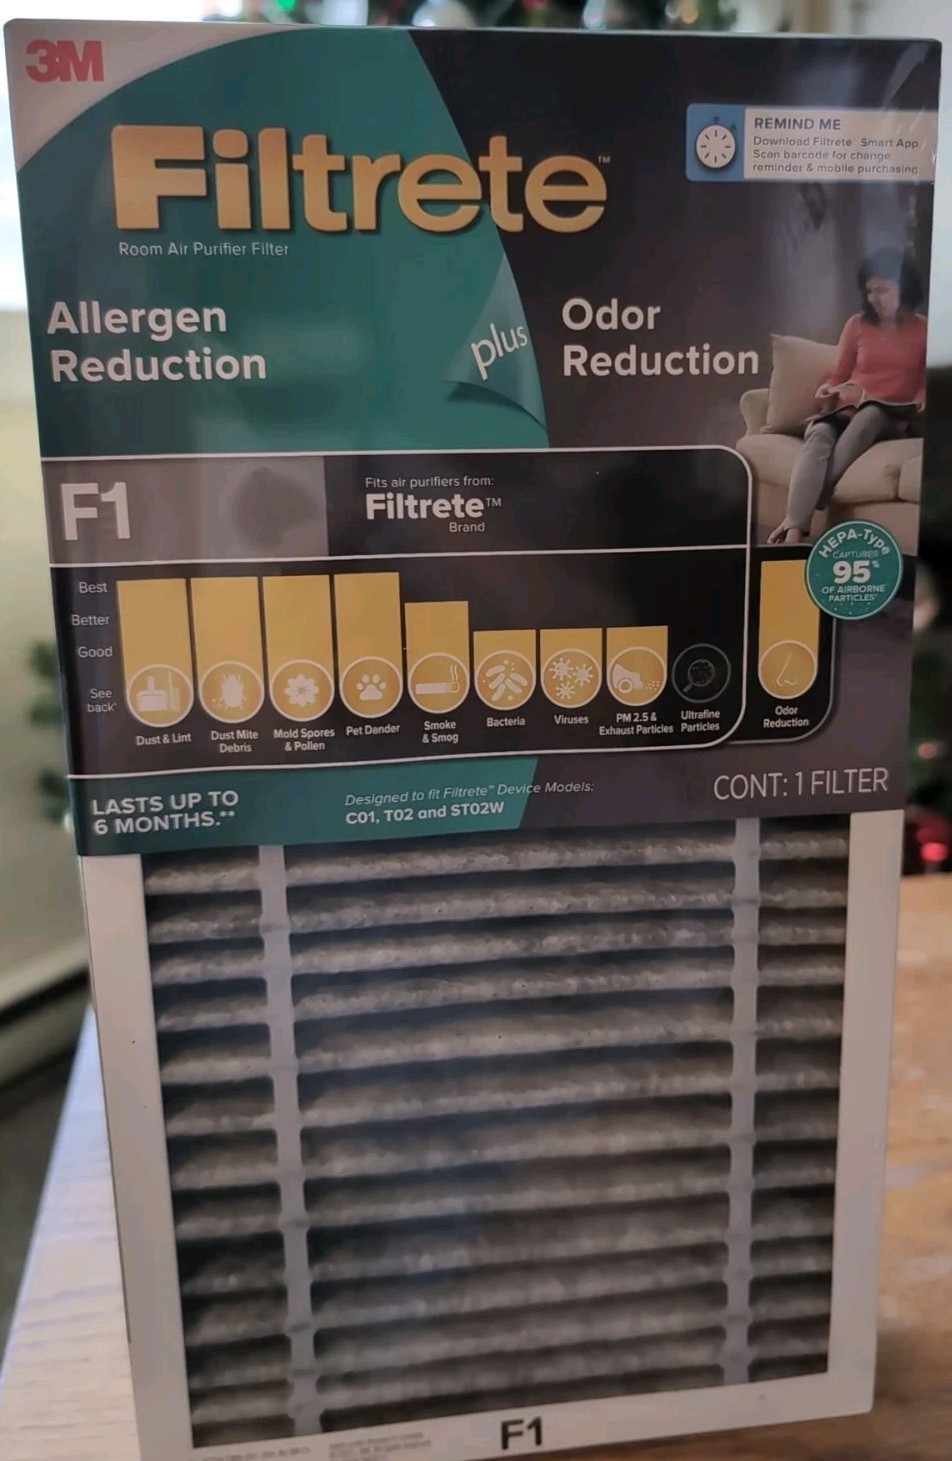 3M
Filtrete™
Room Air Purifier Filter
REMIND ME
Download Filtrete Smart App.
Scan barcode for change
reminder & mobile purchasing
Allergen
Reduction
plus
Odor
Reduction
F1
Fits air purifiers from:
Filtrete™
Brand
HEPA-Type
CAPTURES
95%
OF AIRBORNE
PARTICLES*
Best
Better
Good
See
back*
Dust & Lint
Dust Mite
Debris
Mold Spores
& Pollen
Pet Dander
Smoke
& Smog
Bacteria
Viruses
PM 2.5 &
Exhaust Particles
Ultrafine
Particles
Odor
Reduction
LASTS UP TO
6 MONTHS.**
Designed to fit Filtrete™ Device Models:
C01, T02 and ST02W
CONT: 1 FILTER
F1